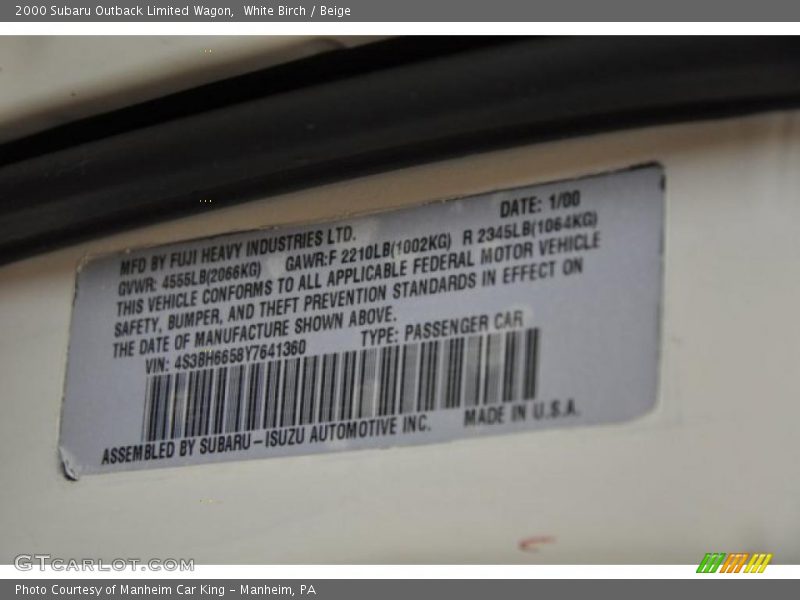 2000 Subaru Outback Limited Wagon, White Birch / Beige
DATE: 1/00
MFD BY FUJI HEAVY INDUSTRIES LTD.
GVWR: 4555LB(2066KG) GAWR:F 2210LB(1002KG) R 2345LB(1064KG)
THIS VEHICLE CONFORMS TO ALL APPLICABLE FEDERAL MOTOR VEHICLE
SAFETY, BUMPER, AND THEFT PREVENTION STANDARDS IN EFFECT ON
THE DATE OF MANUFACTURE SHOWN ABOVE.
VIN: 4S3BH6658Y7641360 TYPE: PASSENGER CAR
ASSEMBLED BY SUBARU-ISUZU AUTOMOTIVE INC. MADE IN U.S.A.
GTCARLOT.COM
Photo Courtesy of Manheim Car King - Manheim, PA